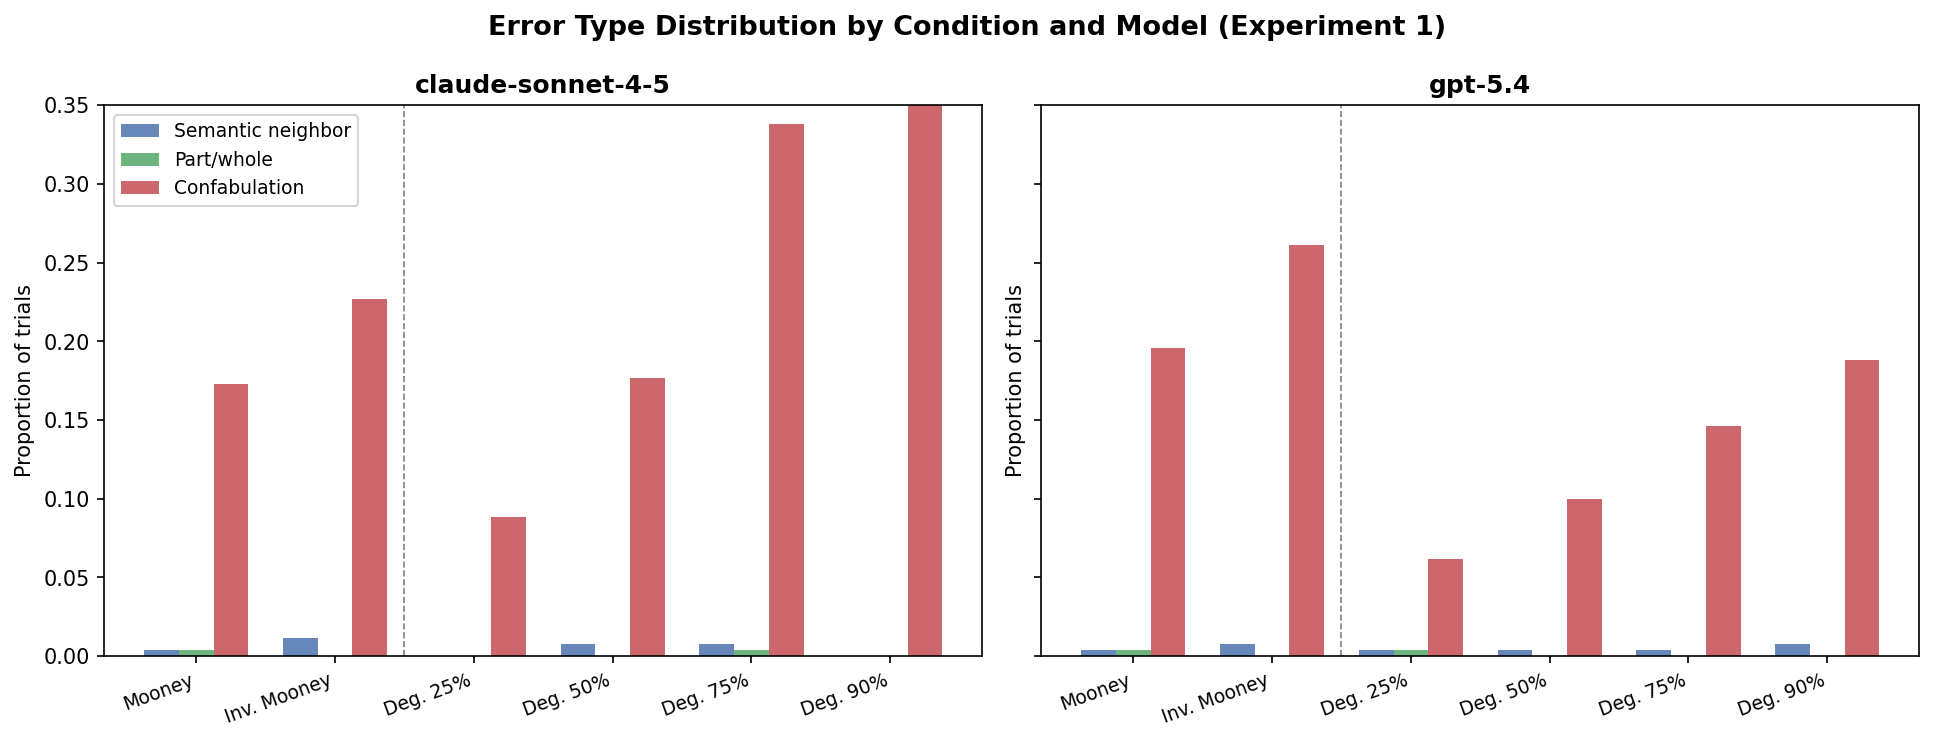 Error Type Distribution by Condition and Model (Experiment 1)
claude-sonnet-4-5
Semantic neighbor
Part/whole
Confabulation
Proportion of trials
0.35
0.30
0.25
0.20
0.15
0.10
0.05
0.00
Mooney
Inv. Mooney
Deg. 25%
Deg. 50%
Deg. 75%
Deg. 90%
gpt-5.4
Proportion of trials
Mooney
Inv. Mooney
Deg. 25%
Deg. 50%
Deg. 75%
Deg. 90%